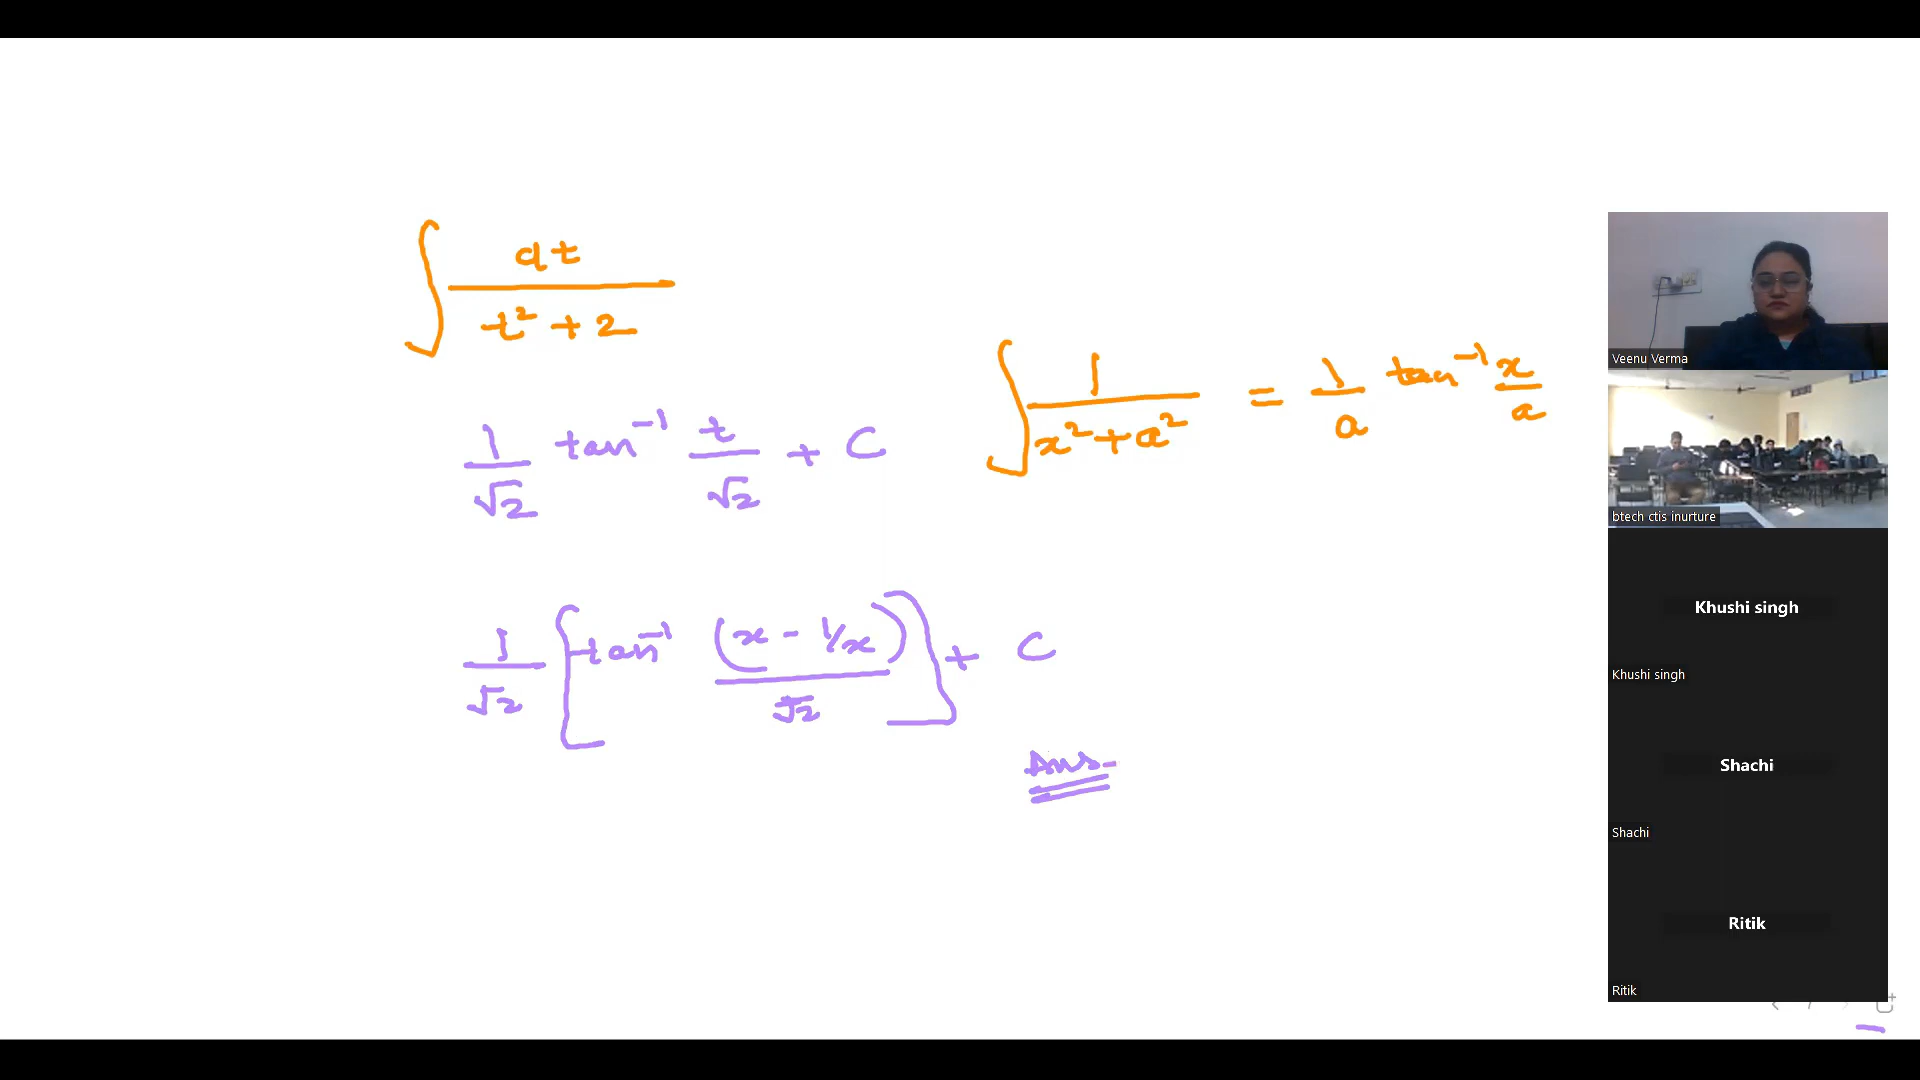 ∫ dt / (t² + 2)
∫ 1 / (x² + a²) = 1/a tan⁻¹ x/a
1/√2 tan⁻¹ t/√2 + C
1/√2 [tan⁻¹ (x - 1/x) / √2] + C
Ans-
Veenu Verma
btech ctis inurture
Khushi singh
Khushi singh
Shachi
Shachi
Ritik
Ritik